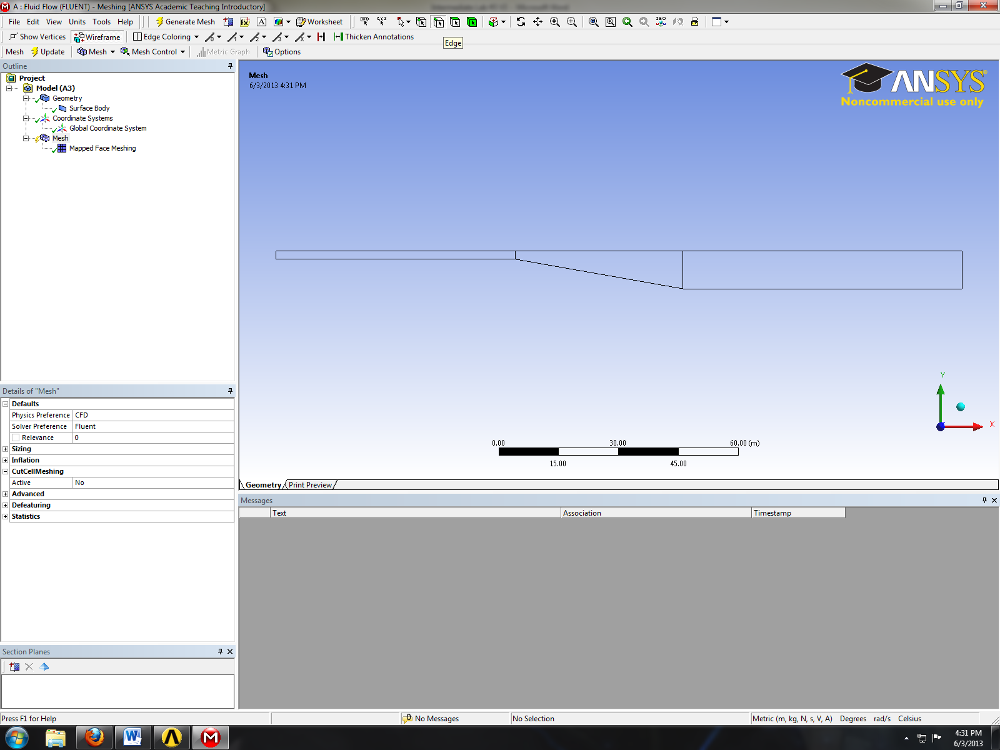 A : Fluid Flow (FLUENT) - Meshing [ANSYS Academic Teaching Introductory]
File Edit View Units Tools Help
Generate Mesh
Worksheet
Show Vertices
Wireframe
Edge Coloring
Thicken Annotations
Edge
Mesh
Update
Mesh
Mesh Control
Metric Graph
Options
Outline
Project
Model (A3)
Geometry
Surface Body
Coordinate Systems
Global Coordinate System
Mesh
Mapped Face Meshing
Mesh
6/3/2013 4:31 PM
ANSYS
Noncommercial use only
Y
X
0.00 30.00 60.00 (m)
15.00 45.00
Geometry Print Preview
Details of "Mesh"
Defaults
Physics Preference CFD
Solver Preference Fluent
Relevance 0
Sizing
Inflation
CutCellMeshing
Active No
Advanced
Defeaturing
Statistics
Messages
Text Association Timestamp
Section Planes
Press F1 for Help
0 No Messages
No Selection
Metric (m, kg, N, s, V, A) Degrees rad/s Celsius
4:31 PM
6/3/2013